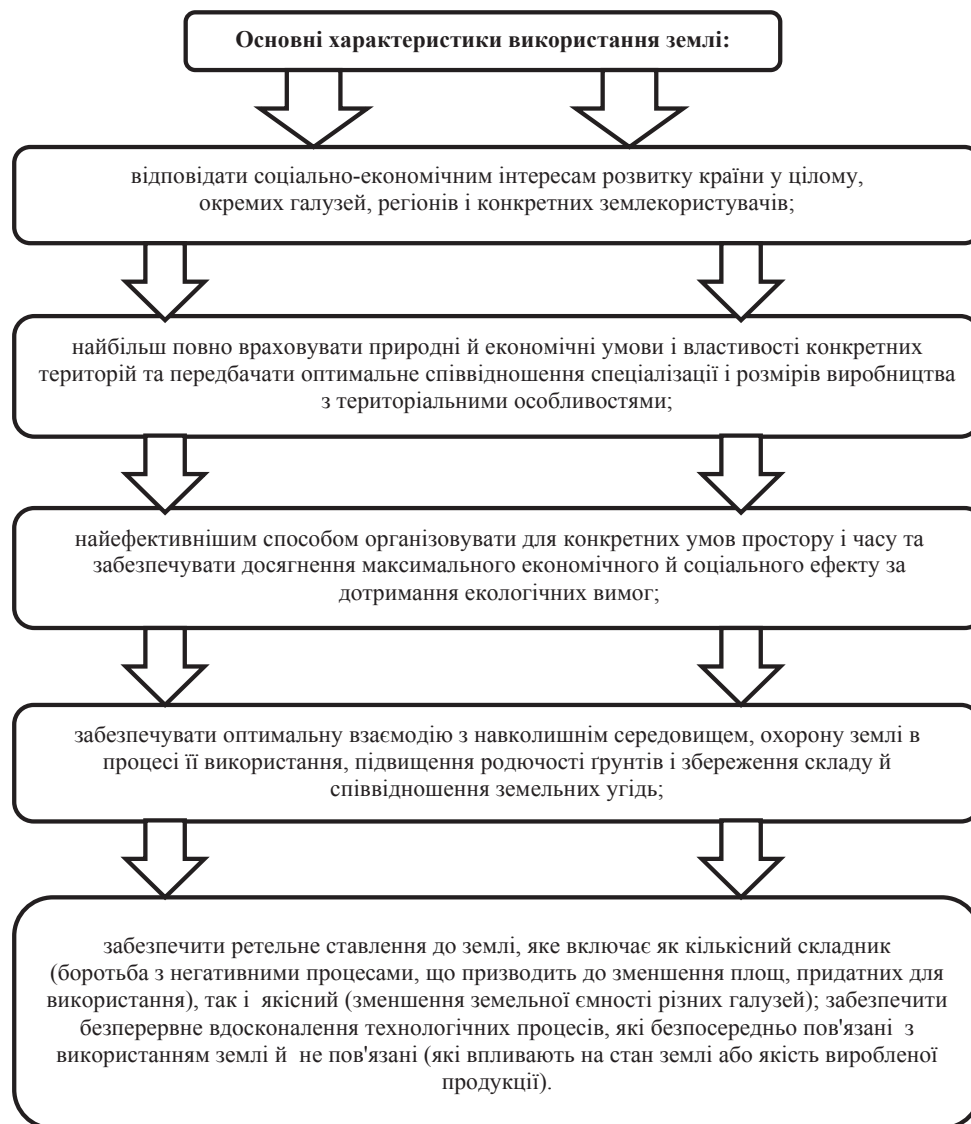 Основні характеристики використання землі:
відповідати соціально-економічним інтересам розвитку країни у цілому,
окремих галузей, регіонів і конкретних землекористувачів;
найбільш повно враховувати природні й економічні умови і властивості конкретних
територій та передбачати оптимальне співвідношення спеціалізації і розмірів виробництва
з територіальними особливостями;
найефективнішим способом організовувати для конкретних умов простору і часу та
забезпечувати досягнення максимального економічного й соціального ефекту за
дотримання екологічних вимог;
забезпечувати оптимальну взаємодію з навколишнім середовищем, охорону землі в
процесі її використання, підвищення родючості ґрунтів і збереження складу й
співвідношення земельних угідь;
забезпечити ретельне ставлення до землі, яке включає як кількісний складник
(боротьба з негативними процесами, що призводить до зменшення площ, придатних для
використання), так і якісний (зменшення земельної ємності різних галузей); забезпечити
безперервне вдосконалення технологічних процесів, які безпосередньо пов'язані з
використанням землі й не пов'язані (які впливають на стан землі або якість виробленої
продукції).